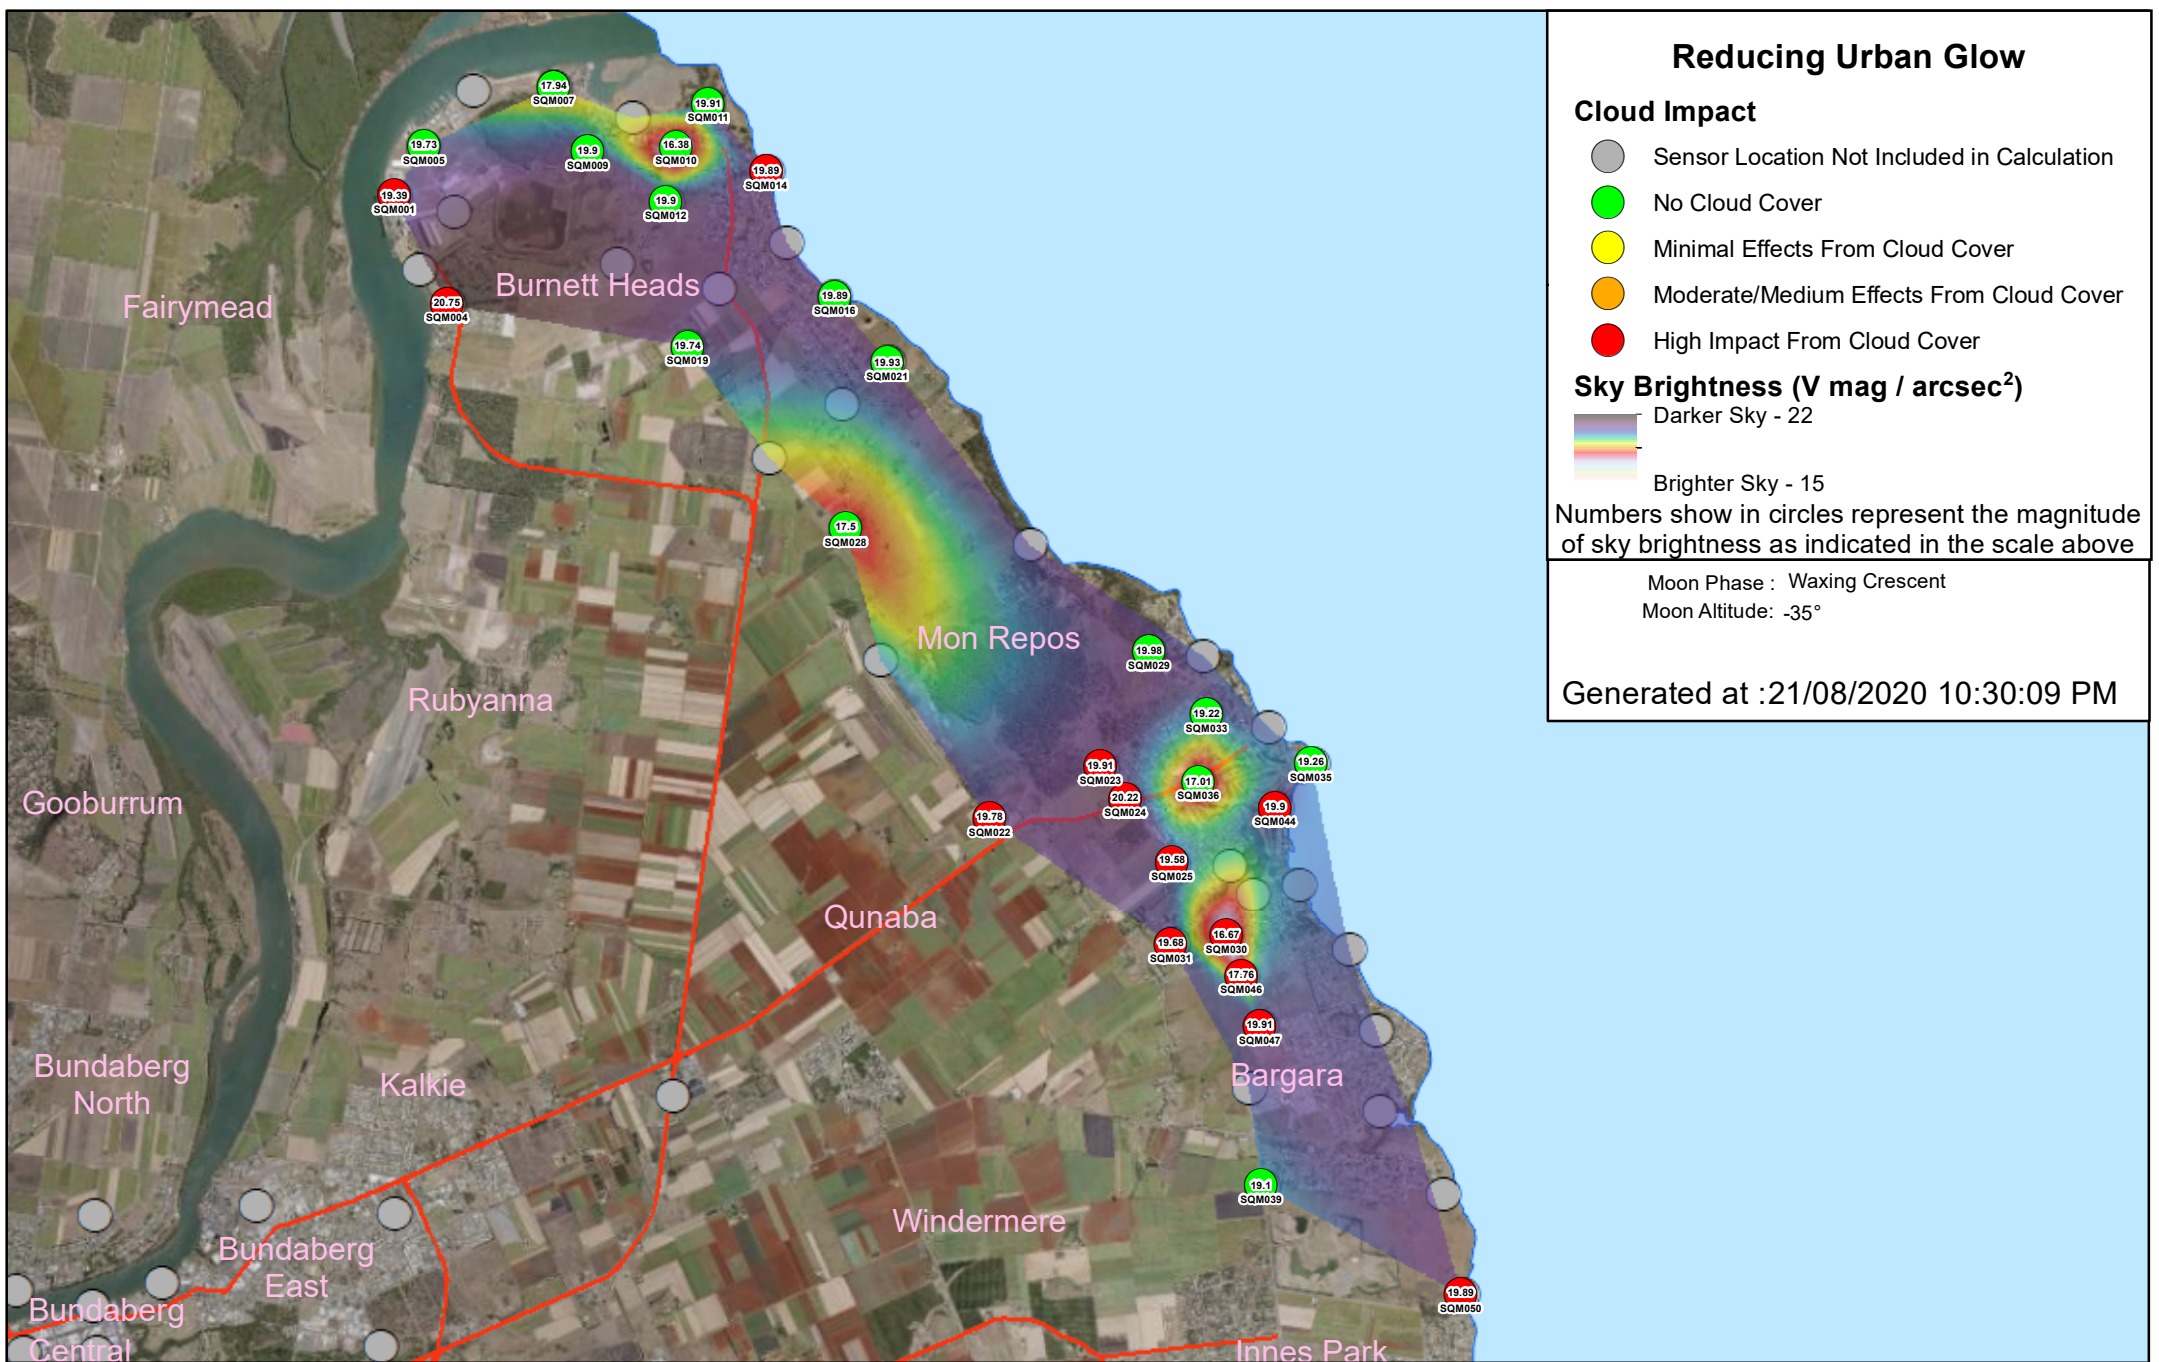 Reducing Urban Glow
Cloud Impact
Sensor Location Not Included in Calculation
No Cloud Cover
Minimal Effects From Cloud Cover
Moderate/Medium Effects From Cloud Cover
High Impact From Cloud Cover
Sky Brightness (V mag / arcsec²)
Darker Sky - 22
Brighter Sky - 15
Numbers show in circles represent the magnitude
of sky brightness as indicated in the scale above
Moon Phase : Waxing Crescent
Moon Altitude: -35°
Generated at :21/08/2020 10:30:09 PM
17.94
SQM007
19.91
SQM011
19.73
SQM005
19.9
SQM009
16.38
SQM010
19.89
SQM014
19.39
SQM001
19.9
SQM012
Burnett Heads
Fairymead
20.75
SQM004
19.89
SQM016
19.74
SQM019
19.93
SQM021
17.5
SQM028
Mon Repos
19.98
SQM029
Rubyanna
19.22
SQM033
19.91
SQM023
17.01
SQM036
19.26
SQM035
Gooburrum
20.22
SQM024
19.9
SQM044
19.78
SQM022
19.58
SQM025
Qunaba
19.68
SQM031
16.67
SQM030
17.76
SQM046
19.91
SQM047
Bundaberg
North
Kalkie
Bargara
19.1
SQM039
Windermere
Bundaberg
East
19.89
SQM050
Bundaberg
Central
Innes Park